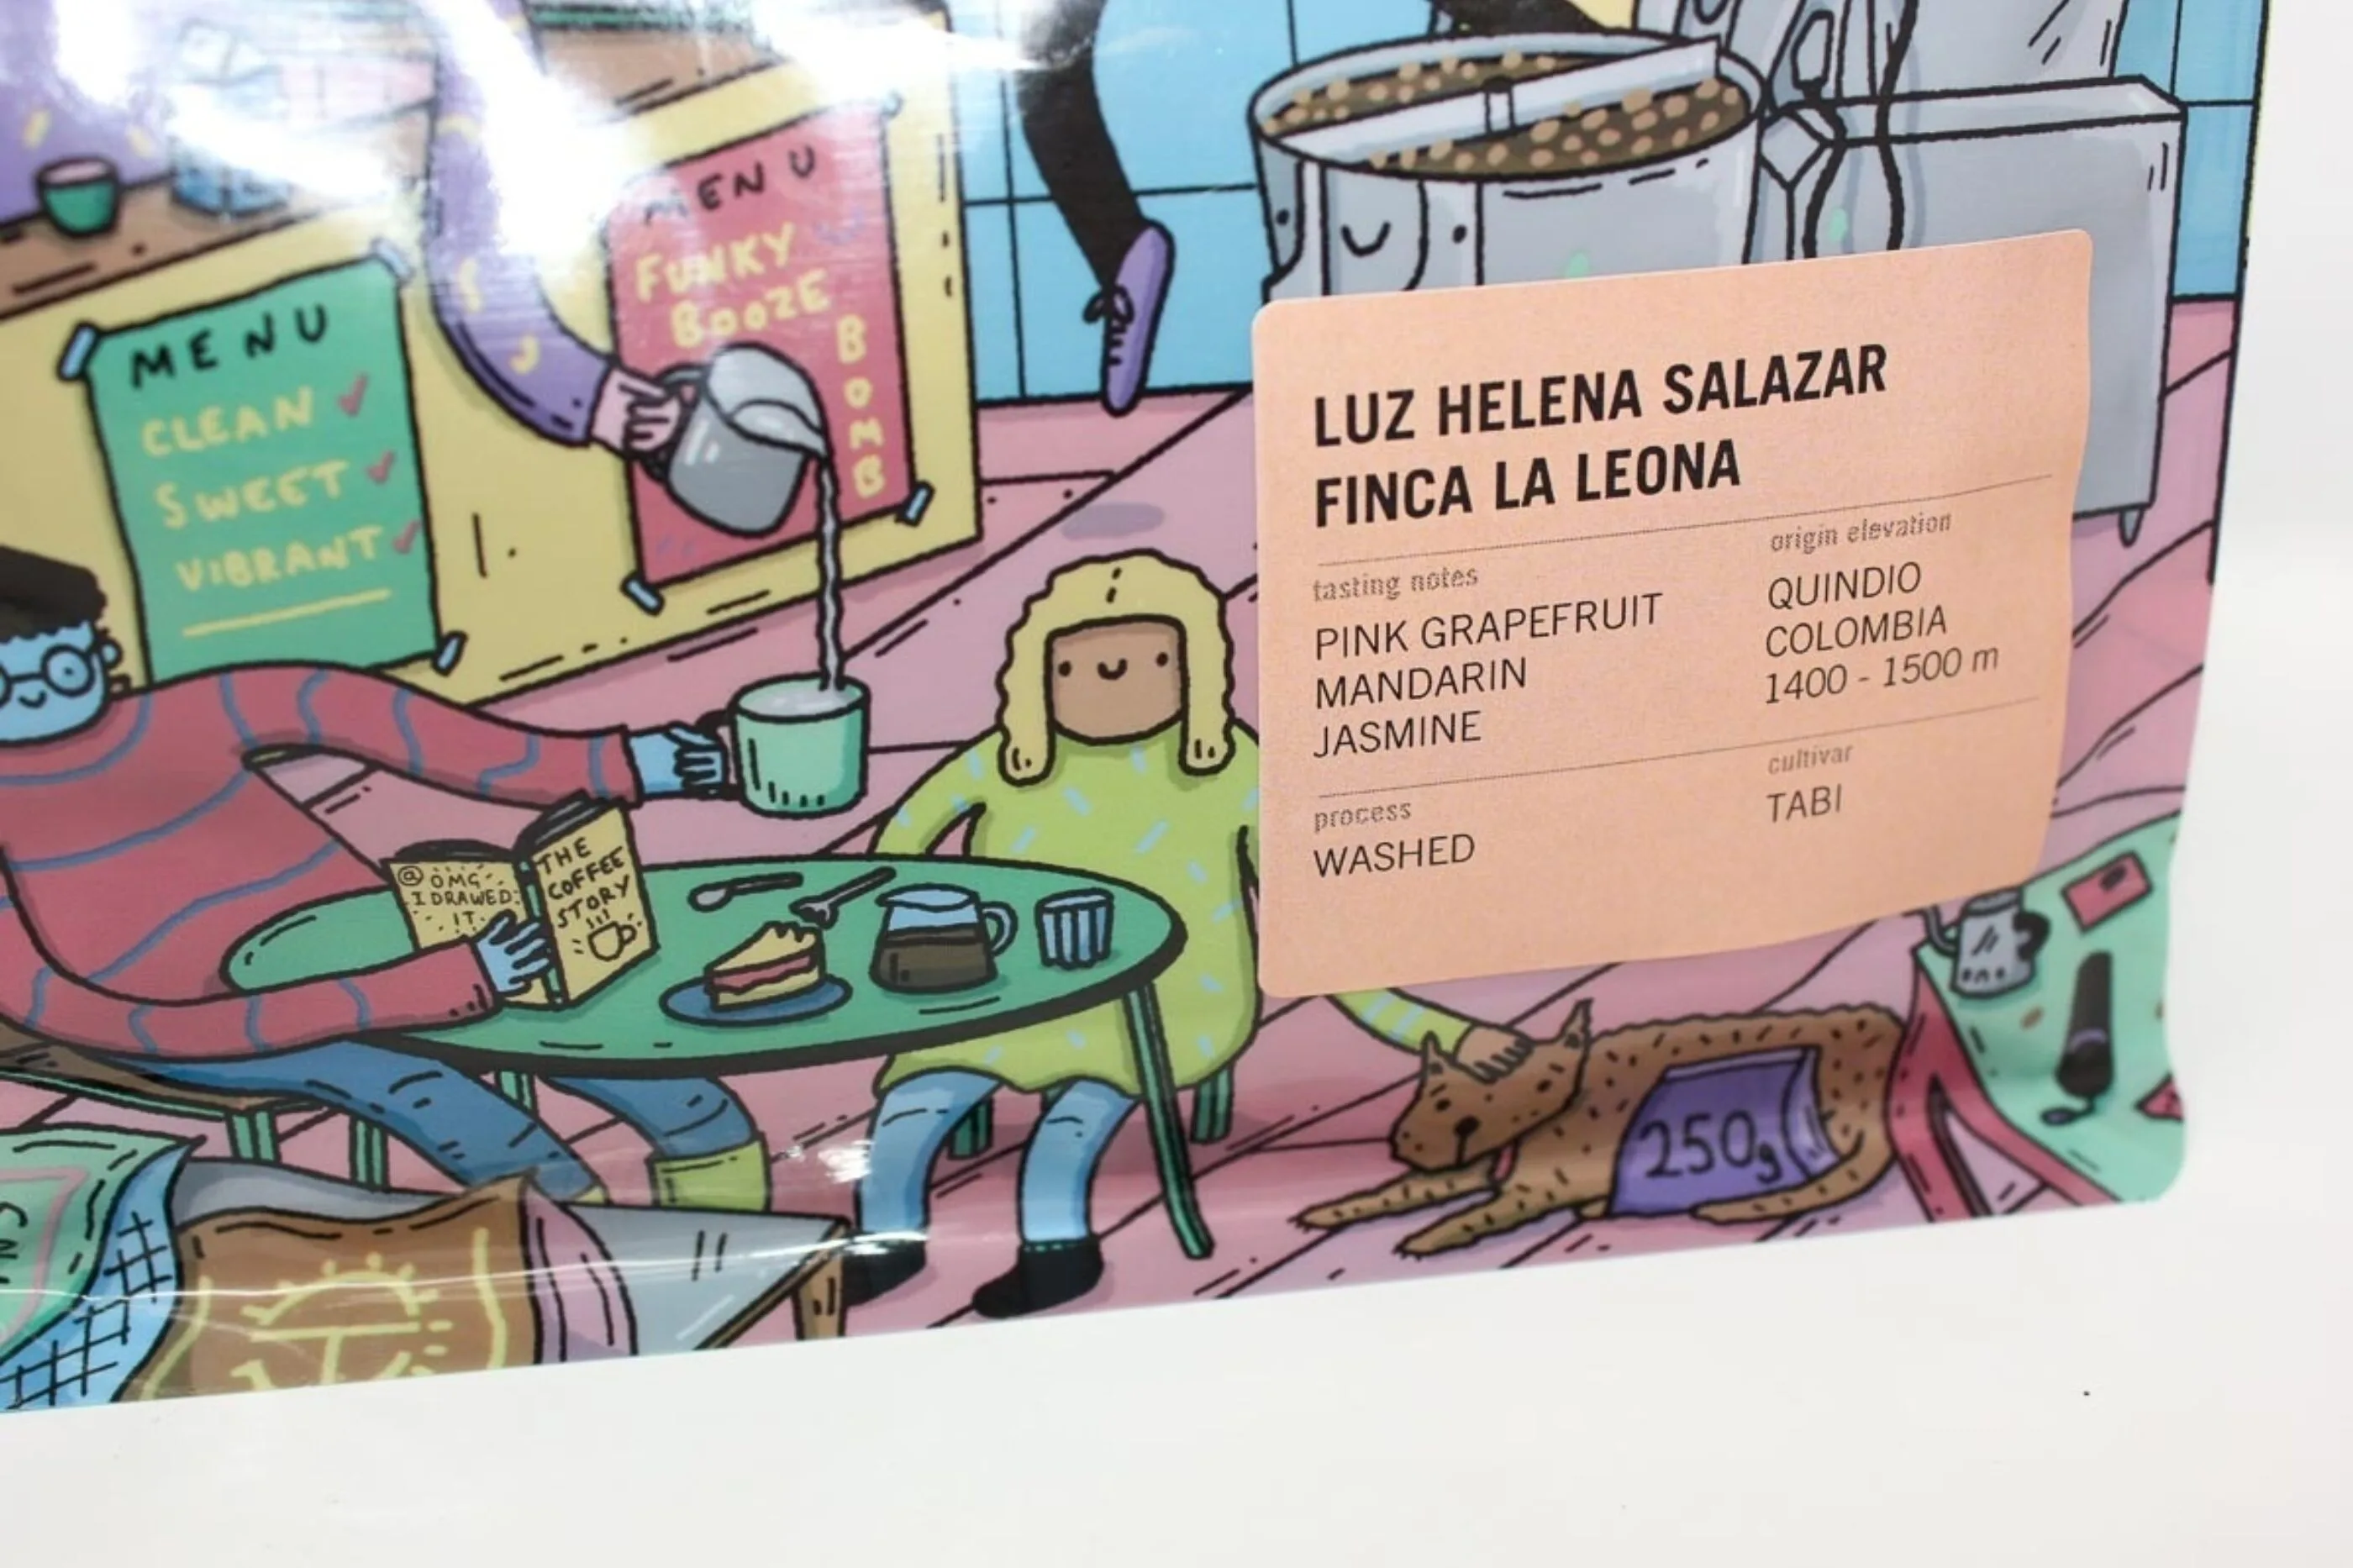 MENU
CLEAN
SWEET
VIBRANT
MENU
FUNKY
BOOZE
BOMB
LUZ HELENA SALAZAR
FINCA LA LEONA
tasting notes
PINK GRAPEFRUIT
MANDARIN
JASMINE
origin elevation
QUINDIO
COLOMBIA
1400 - 1500 m
process
WASHED
cultivar
TABI
@OMG
I DRAWED
IT
THE
COFFEE
STORY
250g